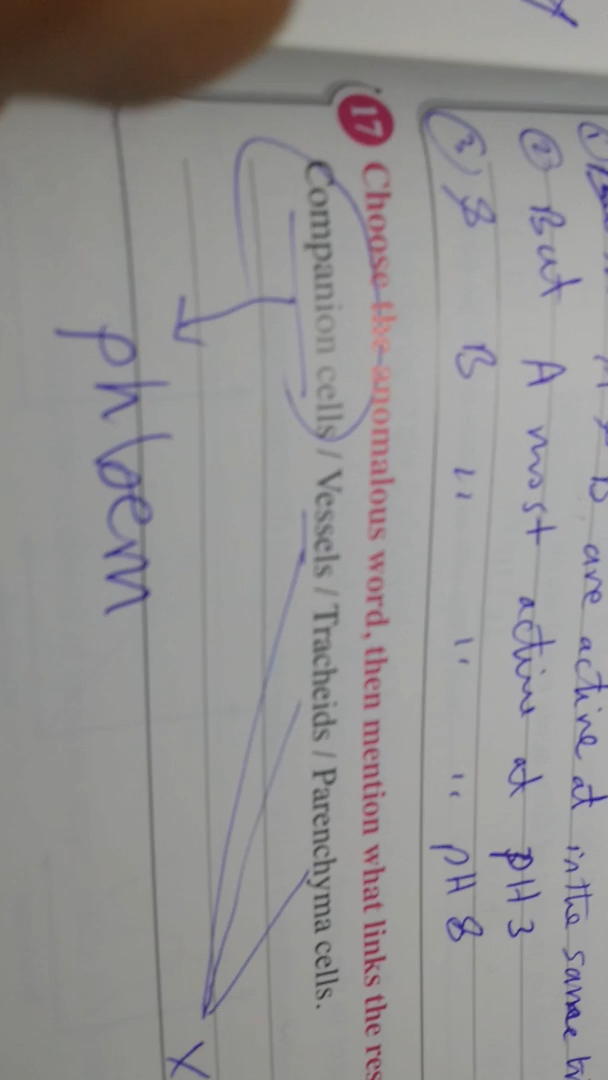 are active at in the same
② But A most active at pH 3
(3) B " " " pH 8
17 Choose the anomalous word, then mention what links the
Companion cells / Vessels / Tracheids / Parenchyma cells.
X
phloem